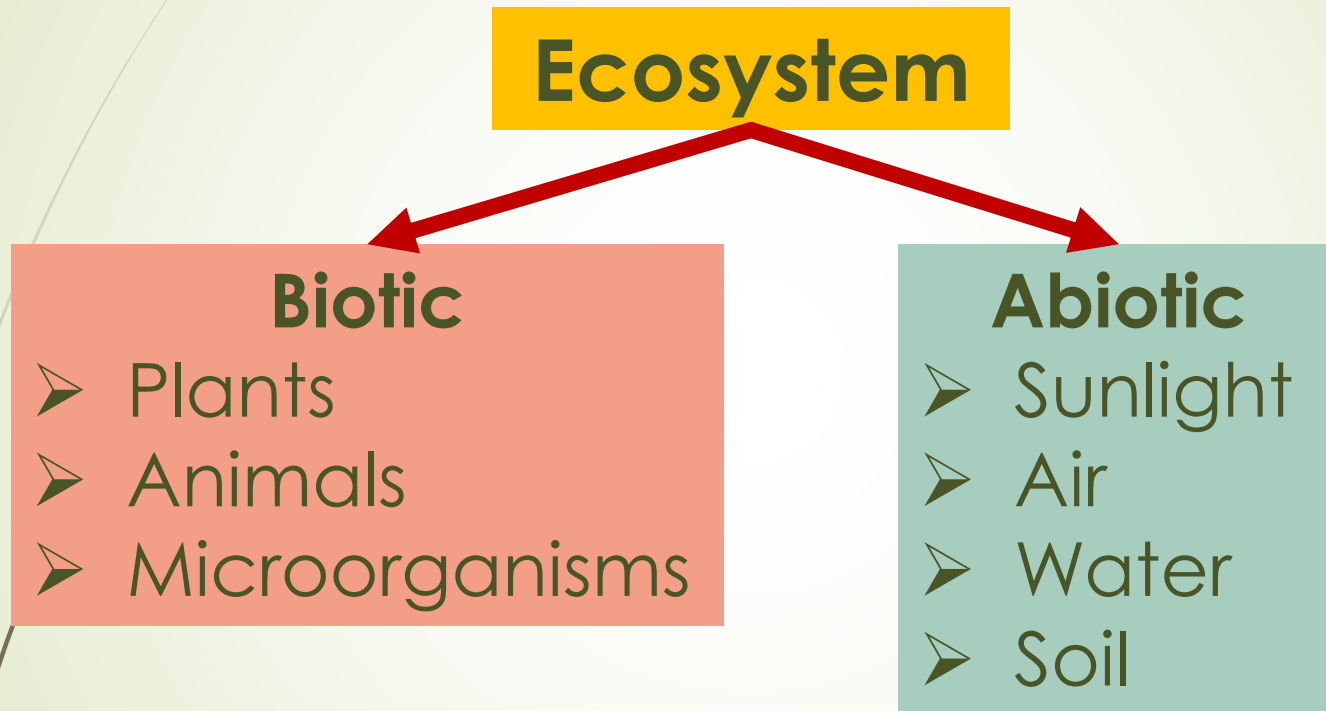 Ecosystem
Biotic
➢ Plants
➢ Animals
➢ Microorganisms
Abiotic
➢ Sunlight
➢ Air
➢ Water
➢ Soil